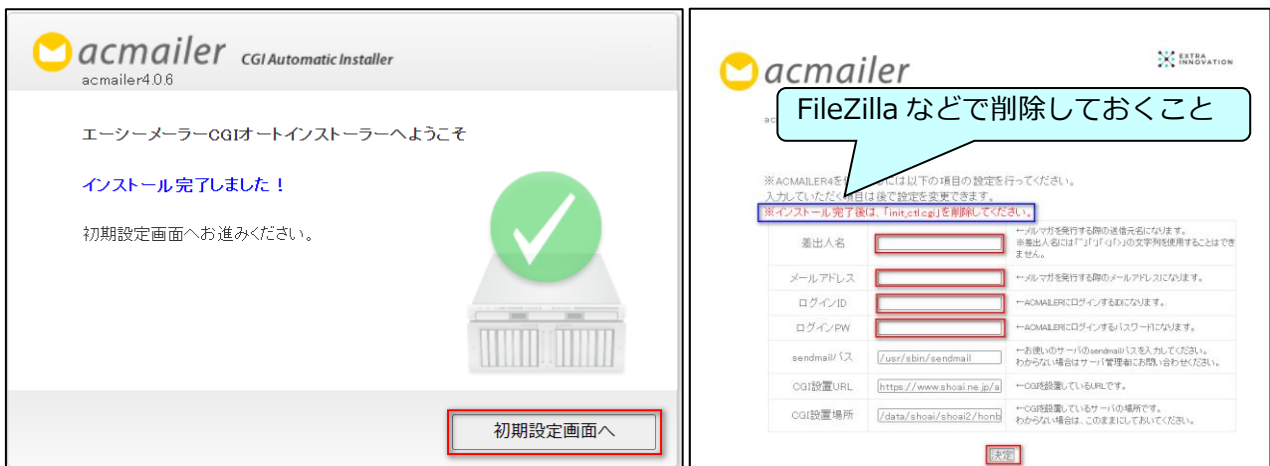 acmailer CGI Automatic Installer
acmailer4.0.6
エーシーメーラーCGIオートインストーラーへようこそ
インストール完了しました！
初期設定画面へお進みください。
初期設定画面へ
acmailer
EXTRA
INNOVATION
FileZilla などで削除しておくこと
ac
※ACMAILER4を
には以下の項目の設定を行ってください。
入力していただく
項目は後で設定を変更できます。
※インストール完了後は、「init_ctl.cgi」を削除してください。
差出人名
←メルマガを発行する際の送信元名になります。
※差出人名には「"」「'」「<」「>」の文字列を使用することはでき
ません。
メールアドレス
←メルマガを発行する際のメールアドレスになります。
ログインID
←ACMAILERにログインするIDになります。
ログインPW
←ACMAILERにログインするパスワードになります。
sendmailパス
/usr/sbin/sendmail
←お使いのサーバのsendmailパスを入力してください。
わからない場合はサーバ管理者にお問い合わせください。
CGI設置URL
https://www.shoai.ne.jp/a
←CGIを設置しているURLです。
CGI設置場所
/data/shoai/shoai2/honb
←CGIを設置しているサーバの場所です。
わからない場合は、このままにしておいてください。
決定